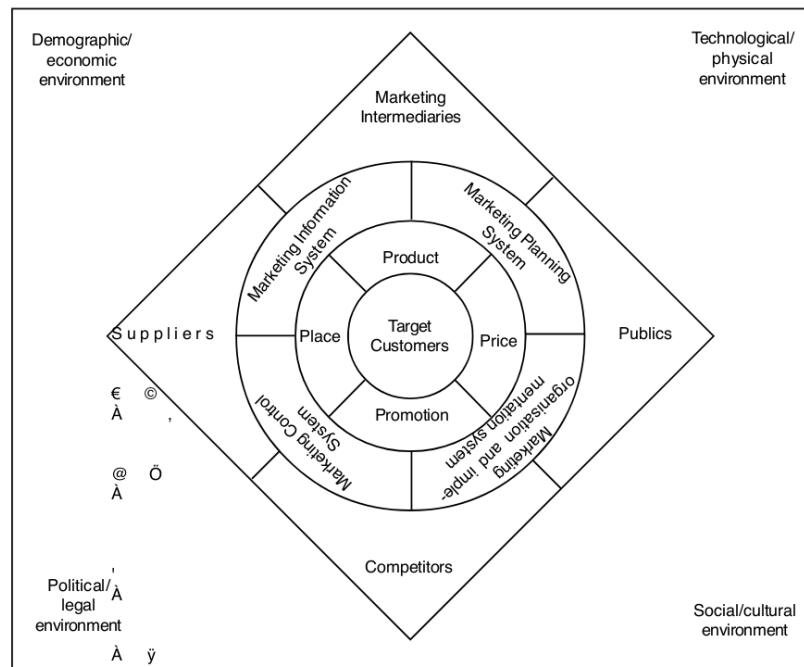 Demographic/
economic
environment
Technological/
physical
environment
Marketing
Intermediaries
Marketing Information
System
Marketing Planning
System
Product
Suppliers
Place
Target
Customers
Price
Publics
€ ©
À ,
Promotion
Marketing Control
System
Marketing
organisation and imple-
mentation system
@ Ö
À
Competitors
'
À
Political/
legal
environment
Social/cultural
environment
À ÿ